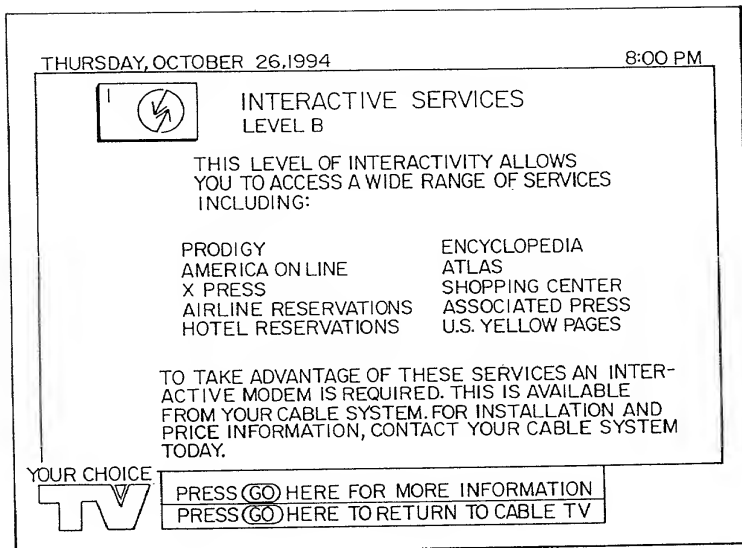 THURSDAY, OCTOBER 26,1994 8:00 PM
1
INTERACTIVE SERVICES
LEVEL B
THIS LEVEL OF INTERACTIVITY ALLOWS
YOU TO ACCESS A WIDE RANGE OF SERVICES
INCLUDING:
PRODIGY ENCYCLOPEDIA
AMERICA ON LINE ATLAS
X PRESS SHOPPING CENTER
AIRLINE RESERVATIONS ASSOCIATED PRESS
HOTEL RESERVATIONS U.S. YELLOW PAGES
TO TAKE ADVANTAGE OF THESE SERVICES AN INTER-
ACTIVE MODEM IS REQUIRED. THIS IS AVAILABLE
FROM YOUR CABLE SYSTEM. FOR INSTALLATION AND
PRICE INFORMATION, CONTACT YOUR CABLE SYSTEM
TODAY.
YOUR CHOICE
TV
PRESS GO HERE FOR MORE INFORMATION
PRESS GO HERE TO RETURN TO CABLE TV